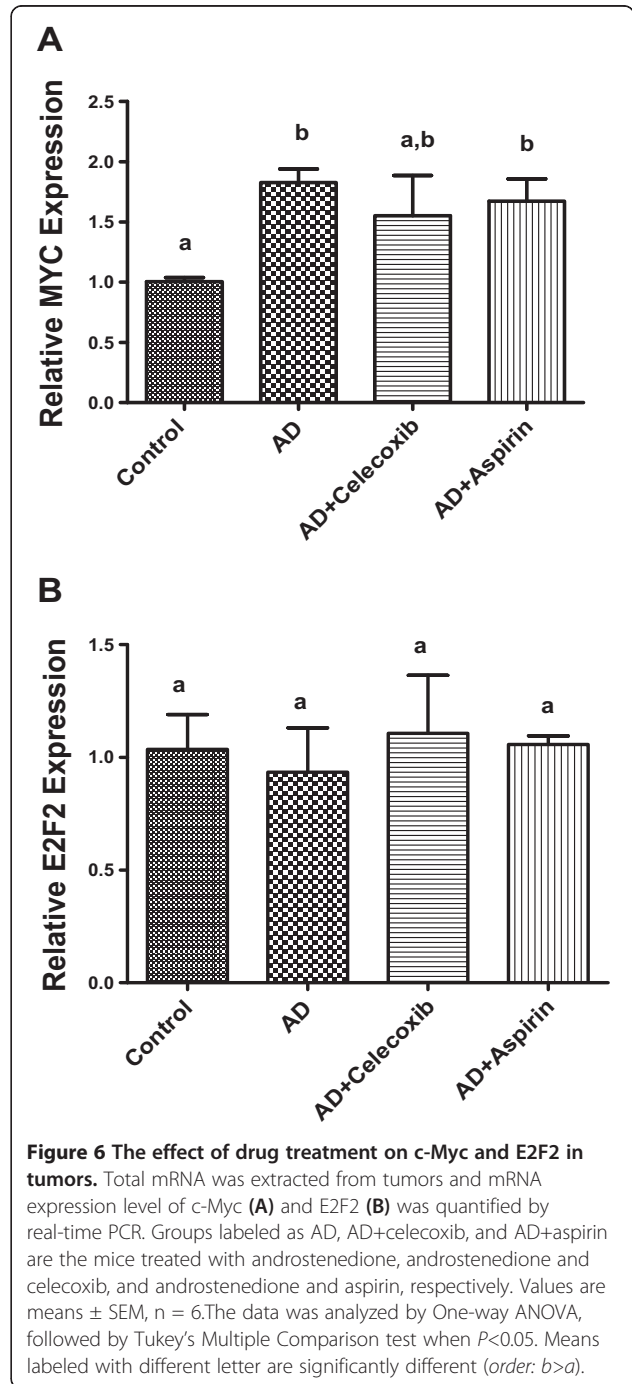 A
Relative MYC Expression
2.5
2.0
1.5
1.0
0.5
0.0
a
b
a,b
b
Control
AD
AD+Celecoxib
AD+Aspirin
B
Relative E2F2 Expression
1.5
1.0
0.5
0.0
a
a
a
a
Control
AD
AD+Celecoxib
AD+Aspirin
Figure 6 The effect of drug treatment on c-Myc and E2F2 in
tumors. Total mRNA was extracted from tumors and mRNA
expression level of c-Myc (A) and E2F2 (B) was quantified by
real-time PCR. Groups labeled as AD, AD+celecoxib, and AD+aspirin
are the mice treated with androstenedione, androstenedione and
celecoxib, and androstenedione and aspirin, respectively. Values are
means ± SEM, n = 6.The data was analyzed by One-way ANOVA,
followed by Tukey's Multiple Comparison test when P<0.05. Means
labeled with different letter are significantly different (order: b>a).